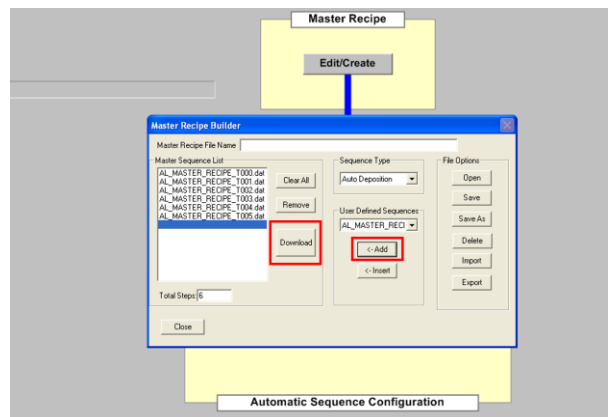 Master Recipe
Edit/Create
Master Recipe Builder
Master Recipe File Name
Master Sequence List
AL_MASTER_RECIPE_T000.dat
AL_MASTER_RECIPE_T001.dat
AL_MASTER_RECIPE_T002.dat
AL_MASTER_RECIPE_T003.dat
AL_MASTER_RECIPE_T004.dat
AL_MASTER_RECIPE_T005.dat
Clear All
Remove
Download
Total Steps: 6
Close
Sequence Type
Auto Deposition
User Defined Sequences
AL_MASTER_RECI
<- Add
<- Insert
File Options
Open
Save
Save As
Delete
Import
Export
Automatic Sequence Configuration